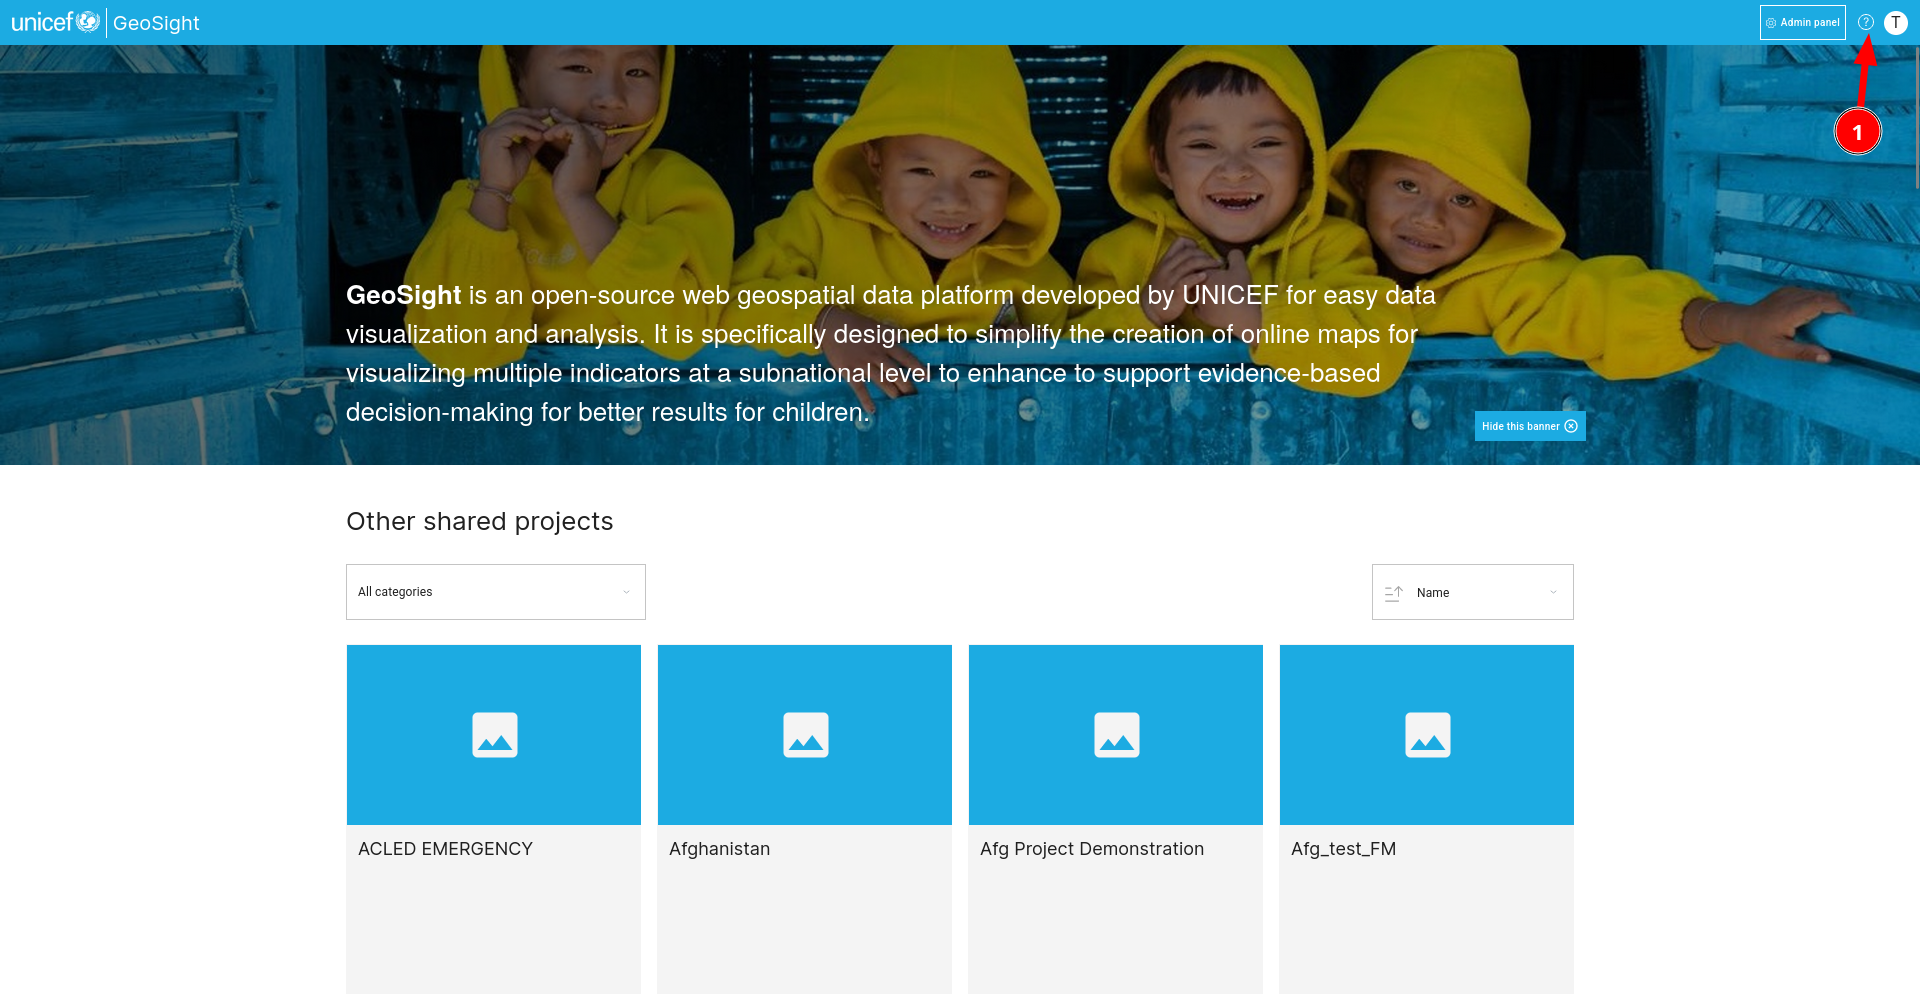 unicef GeoSight
Admin panel
?
T
1
GeoSight is an open-source web geospatial data platform developed by UNICEF for easy data
visualization and analysis. It is specifically designed to simplify the creation of online maps for
visualizing multiple indicators at a subnational level to enhance to support evidence-based
decision-making for better results for children.
Hide this banner
Other shared projects
All categories
Name
ACLED EMERGENCY
Afghanistan
Afg Project Demonstration
Afg_test_FM